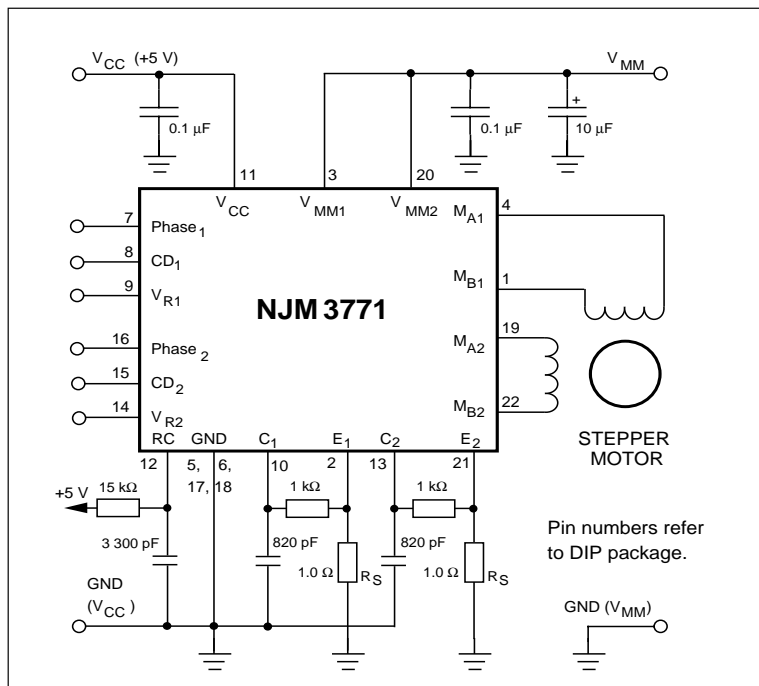 V_CC (+5 V)
V_MM
+
0.1 µF
0.1 µF
10 µF
11
3
20
V_CC
V_MM1
V_MM2
M_A1
4
7
Phase_1
8
CD_1
M_B1
1
9
V_R1
NJM 3771
16
Phase_2
M_A2
19
15
CD_2
14
V_R2
M_B2
22
RC
GND
C_1
E_1
C_2
E_2
STEPPER
MOTOR
12
5,
6,
17,
18
10
2
13
21
+5 V
15 kΩ
1 kΩ
1 kΩ
Pin numbers refer
to DIP package.
3 300 pF
820 pF
820 pF
1.0 Ω
R_S
1.0 Ω
R_S
GND
(V_CC )
GND (V_MM)